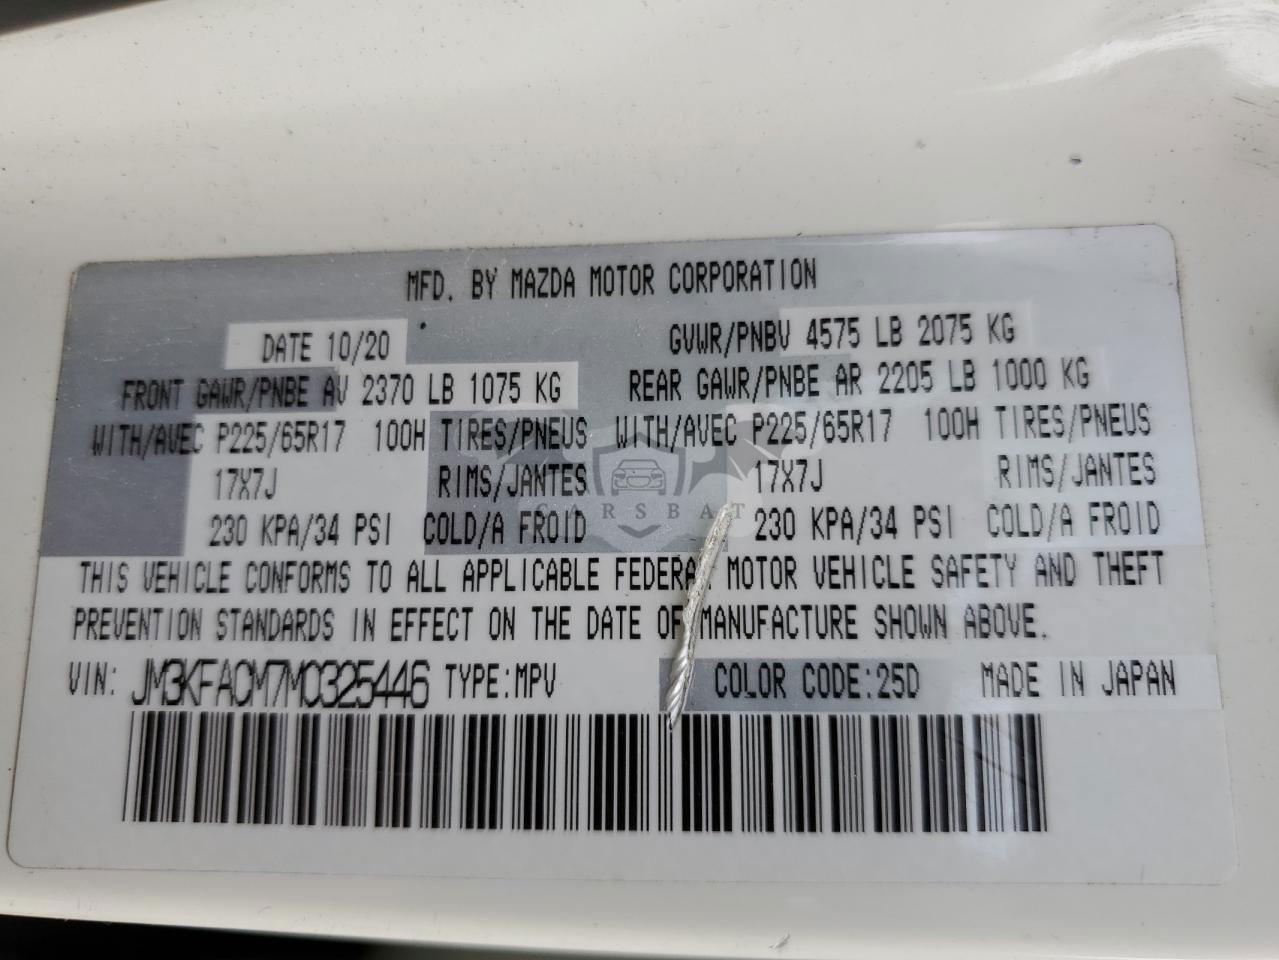 MFD. BY MAZDA MOTOR CORPORATION
DATE 10/20 GVWR/PNBV 4575 LB 2075 KG
FRONT GAWR/PNBE AV 2370 LB 1075 KG REAR GAWR/PNBE AR 2205 LB 1000 KG
WITH/AVEC P225/65R17 100H TIRES/PNEUS WITH/AVEC P225/65R17 100H TIRES/PNEUS
17X7J RIMS/JANTES 17X7J RIMS/JANTES
CARSBAT
230 KPA/34 PSI COLD/A FROID 230 KPA/34 PSI COLD/A FROID
THIS VEHICLE CONFORMS TO ALL APPLICABLE FEDERAL MOTOR VEHICLE SAFETY AND THEFT
PREVENTION STANDARDS IN EFFECT ON THE DATE OF MANUFACTURE SHOWN ABOVE.
VIN: JM3KFACM7M0325446 TYPE:MPV COLOR CODE:25D MADE IN JAPAN